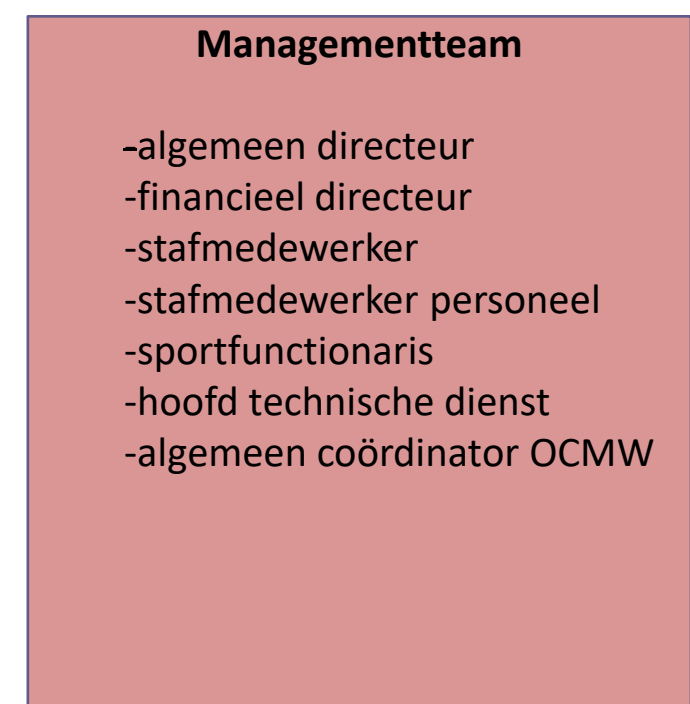 Managementteam
-algemeen directeur
-financieel directeur
-stafmedewerker
-stafmedewerker personeel
-sportfunctionaris
-hoofd technische dienst
-algemeen coördinator OCMW